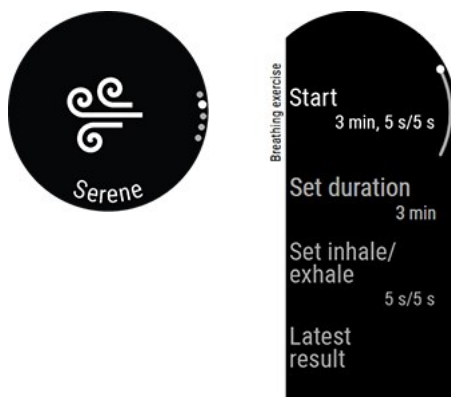 Serene
Breathing exercise
Start
3 min, 5 s/5 s
Set duration
3 min
Set inhale/
exhale
5 s/5 s
Latest
result